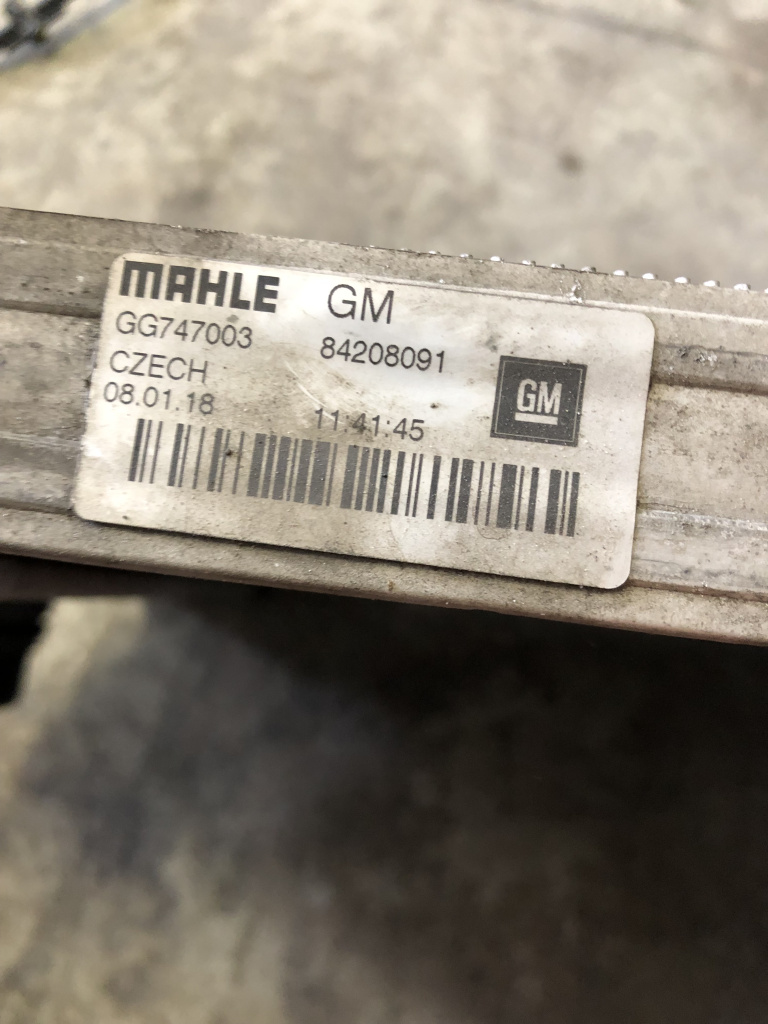 MAHLE GM
GG747003 84208091
CZECH
08.01.18 11:41:45
GM